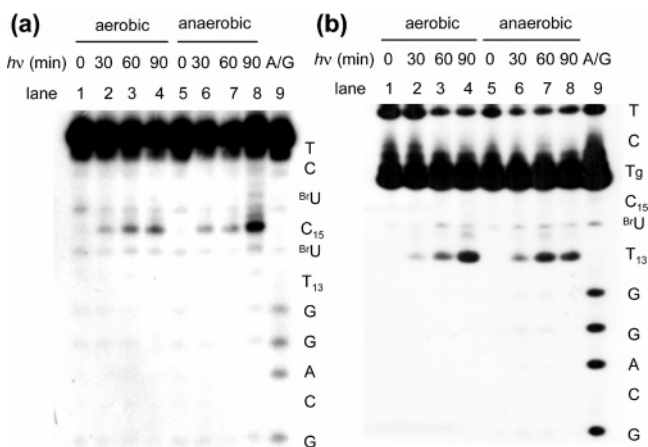 (a)
aerobic anaerobic
hν (min) 0 30 60 90 0 30 60 90 A/G
lane 1 2 3 4 5 6 7 8 9
T
C
BrU
C15
BrU
T13
G
G
A
C
G
(b)
aerobic anaerobic
hν (min) 0 30 60 90 0 30 60 90 A/G
lane 1 2 3 4 5 6 7 8 9
T
C
Tg
C15
BrU
T13
G
G
A
C
G